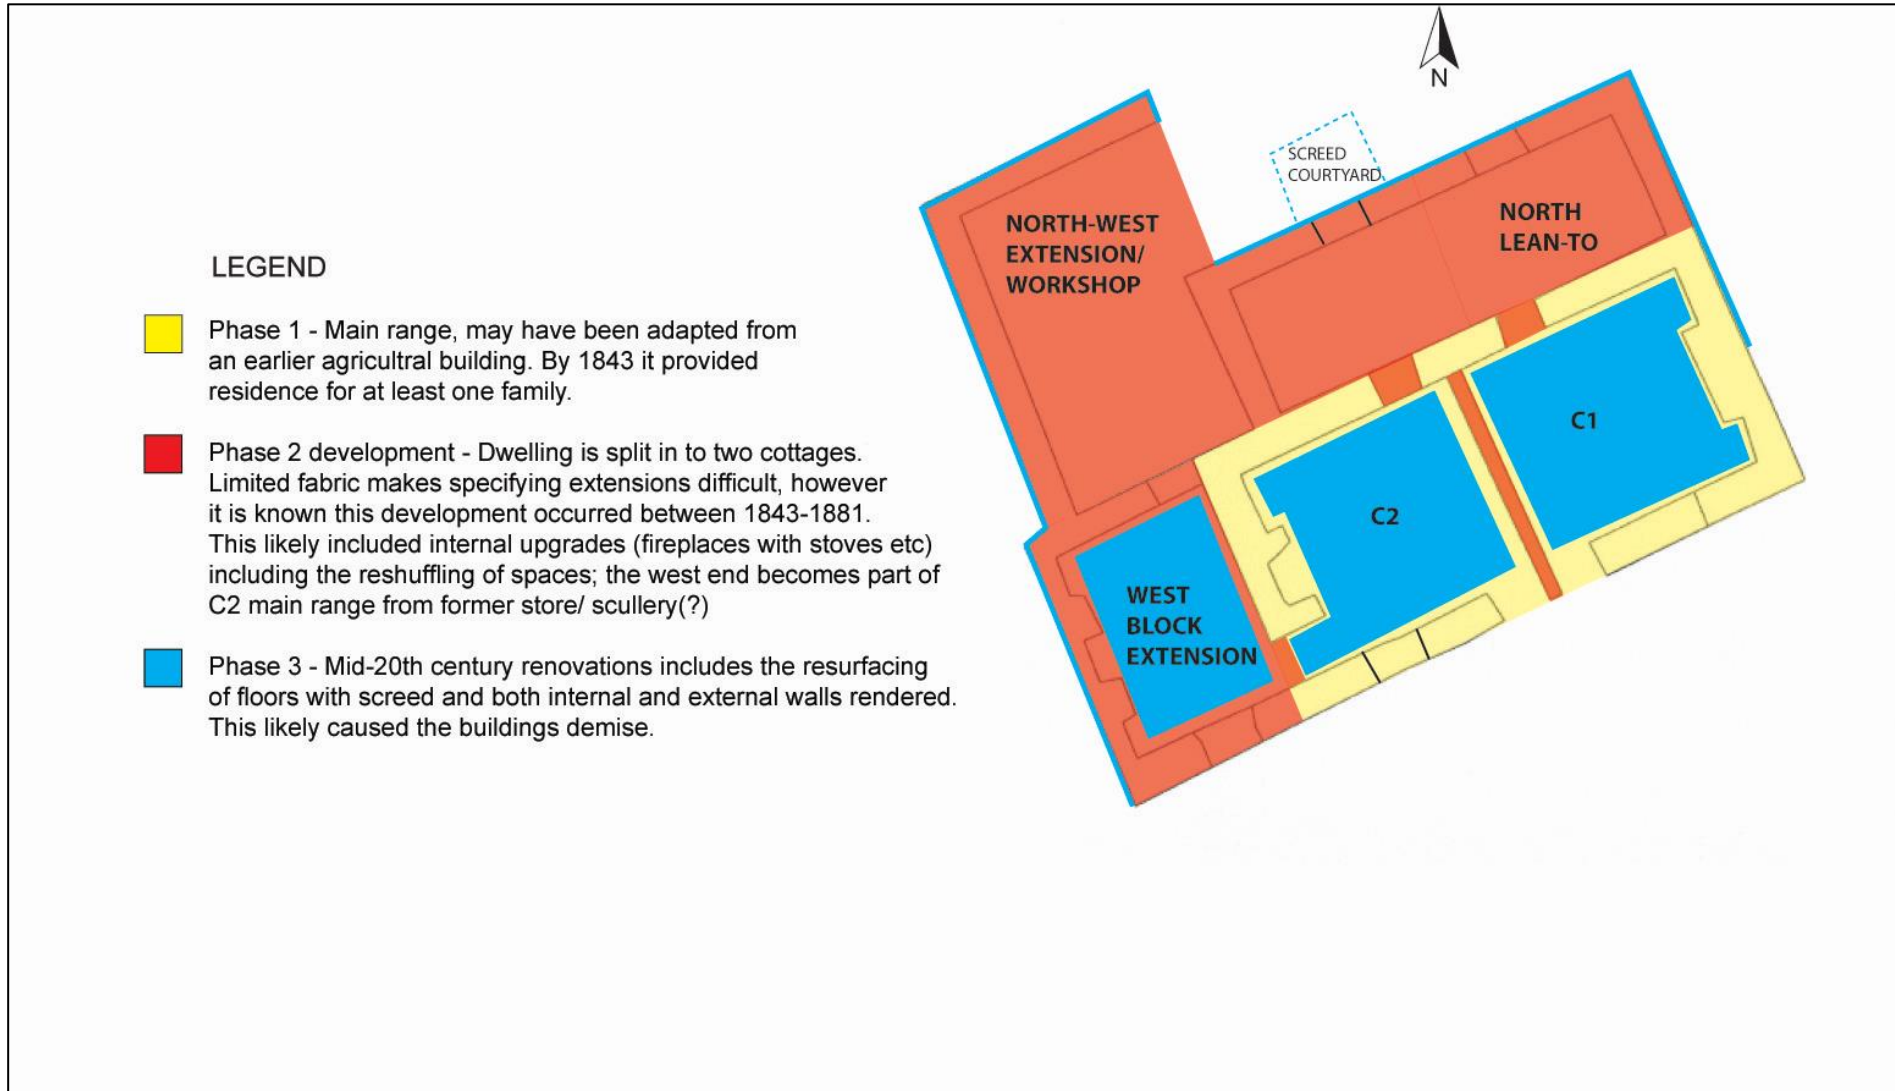 LEGEND
Phase 1 - Main range, may have been adapted from
an earlier agricultral building. By 1843 it provided
residence for at least one family.
Phase 2 development - Dwelling is split in to two cottages.
Limited fabric makes specifying extensions difficult, however
it is known this development occurred between 1843-1881.
This likely included internal upgrades (fireplaces with stoves etc)
including the reshuffling of spaces; the west end becomes part of
C2 main range from former store/ scullery(?)
Phase 3 - Mid-20th century renovations includes the resurfacing
of floors with screed and both internal and external walls rendered.
This likely caused the buildings demise.
N
SCREED
COURTYARD
NORTH-WEST
EXTENSION/
WORKSHOP
NORTH
LEAN-TO
C1
C2
WEST
BLOCK
EXTENSION